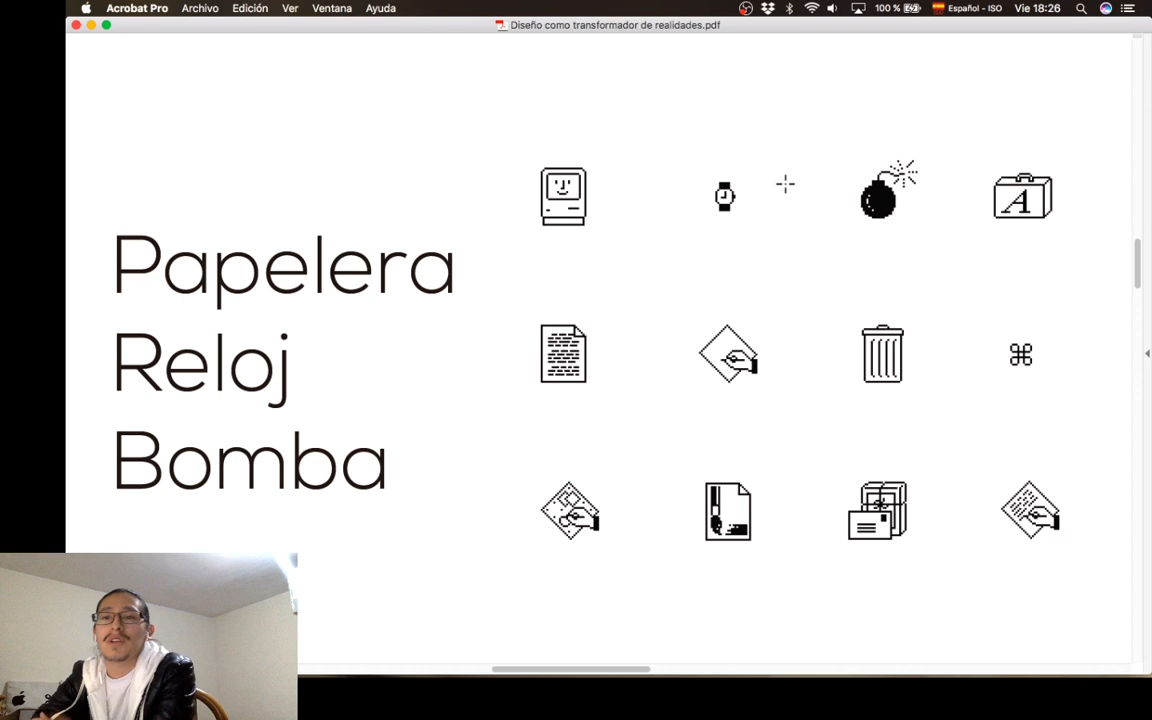 Acrobat Pro Archivo Edición Ver Ventana Ayuda 100 % Español - ISO Vie 18:26
Diseño como transformador de realidades.pdf
Papelera
Reloj
Bomba
A
⌘